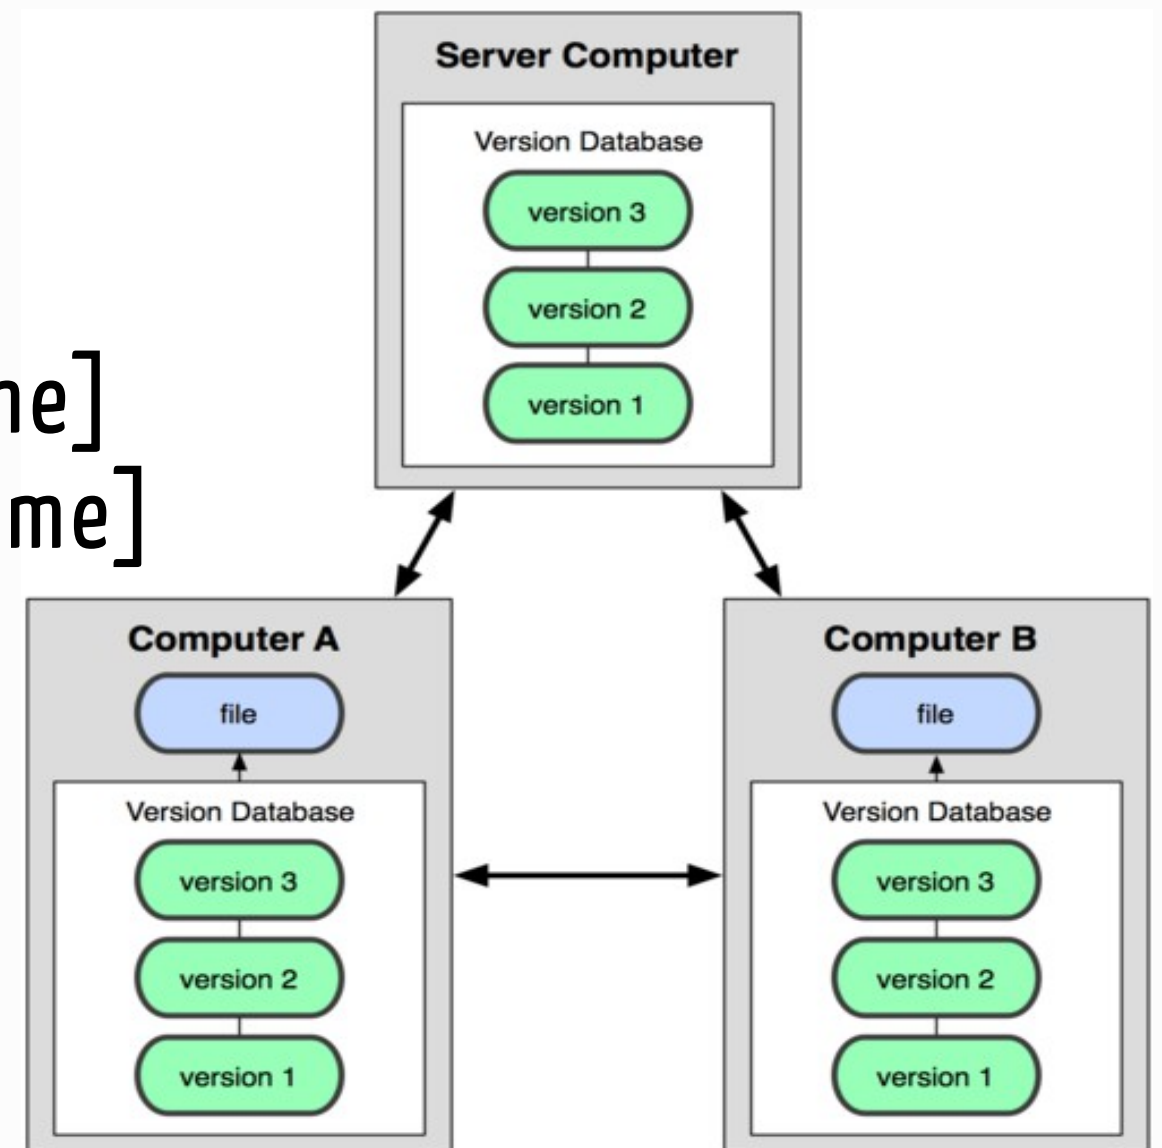 Server Computer
Version Database
version 3
version 2
version 1
ne]
me]
Computer A
file
Version Database
version 3
version 2
version 1
Computer B
file
Version Database
version 3
version 2
version 1